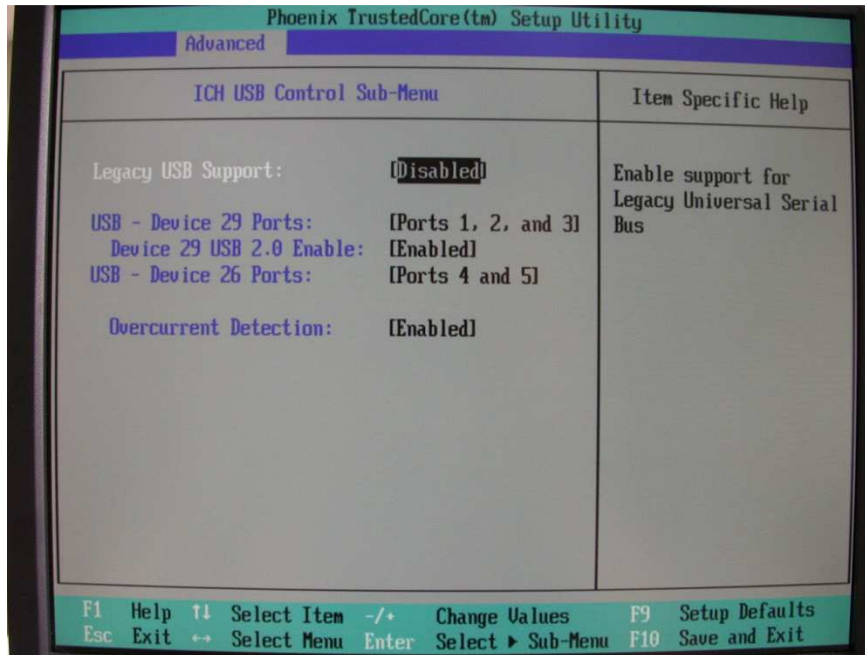 Phoenix TrustedCore(tm) Setup Utility
Advanced
ICH USB Control Sub-Menu
Item Specific Help
Legacy USB Support: [Disabled]
USB - Device 29 Ports: [Ports 1, 2, and 3]
Device 29 USB 2.0 Enable: [Enabled]
USB - Device 26 Ports: [Ports 4 and 5]
Overcurrent Detection: [Enabled]
Enable support for
Legacy Universal Serial
Bus
F1 Help ↑↓ Select Item -/+ Change Values F9 Setup Defaults
Esc Exit ↔ Select Menu Enter Select ▶ Sub-Menu F10 Save and Exit